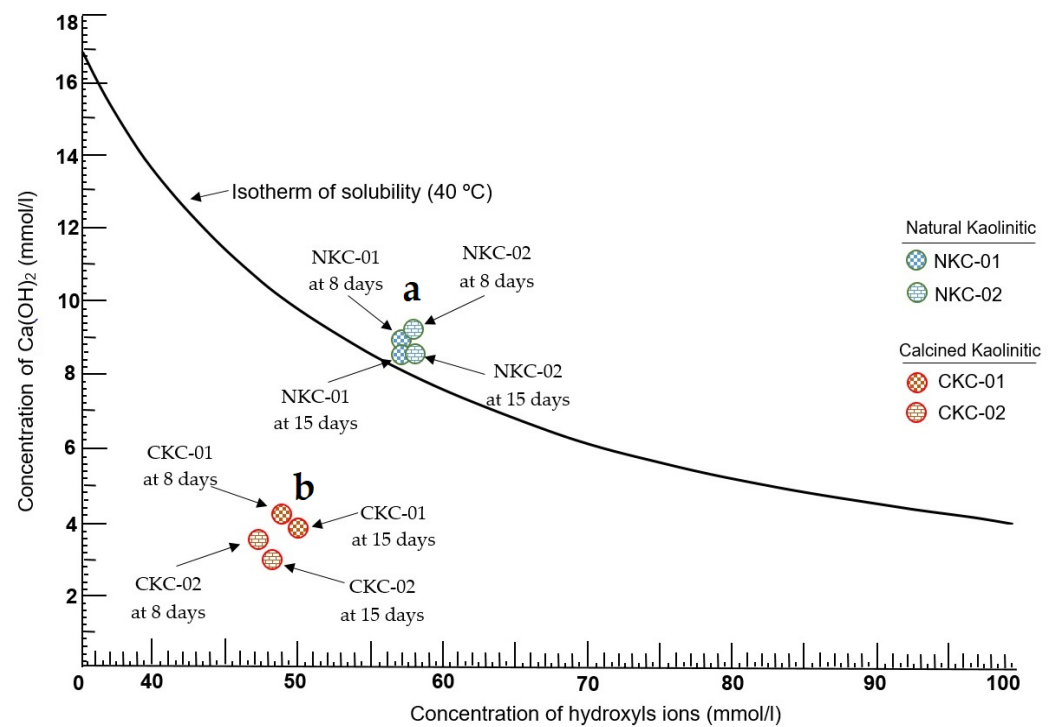 18
16
14
12
10
8
6
4
2
Concentration of Ca(OH)₂ (mmol/l)
Isotherm of solubility (40 ºC)
NKC-01
at 8 days
a
NKC-02
at 8 days
NKC-01
at 15 days
NKC-02
at 15 days
CKC-01
at 8 days
b
CKC-01
at 15 days
CKC-02
at 8 days
CKC-02
at 15 days
Natural Kaolinitic
NKC-01
NKC-02
Calcined Kaolinitic
CKC-01
CKC-02
0 40 50 60 70 80 90 100
Concentration of hydroxyls ions (mmol/l)